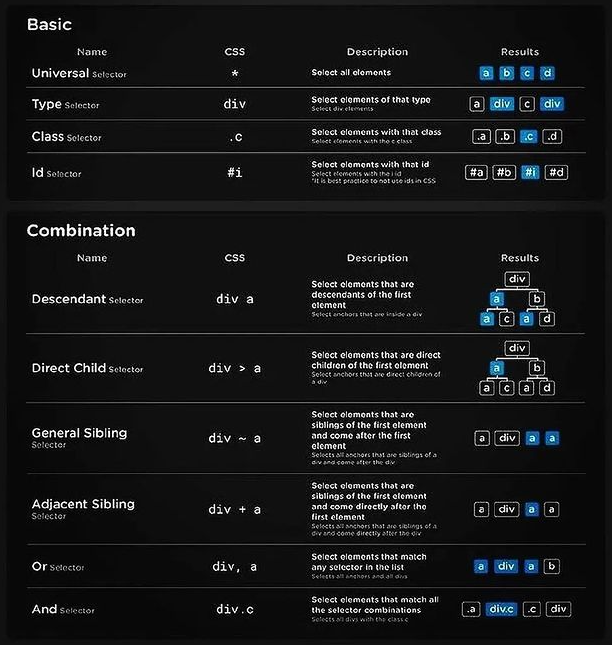 Basic
Name CSS Description Results
Universal Selector * Select all elements a b c d
Type Selector div Select elements of that type a div c div
Select div elements
Class Selector .c Select elements with that class .a .b .c .d
Select elements with the c class
Id Selector #i Select elements with that id #a #b #i #d
Select elements with the i id
*It is best practice to not use ids in CSS
Combination
Name CSS Description Results
Descendant Selector div a Select elements that are
descendants of the first
element
Select anchors that are inside a div
div
a b
a c a d
Direct Child Selector div > a Select elements that are direct
children of the first element
Select anchors that are direct children of
a div
div
a b
a c a d
General Sibling
Selector
div ~ a
Select elements that are
siblings of the first element
and come after the first
element
Selects all anchors that are siblings of a
div and come after the div
a div a a
Adjacent Sibling
Selector
div + a
Select elements that are
siblings of the first element
and come directly after the
first element
Selects all anchors that are siblings of a
div and come directly after the div
a div a a
Or Selector div, a Select elements that match
any selector in the list
Selects all anchors and all divs
a div a b
And Selector div.c Select elements that match all
the selector combinations
Selects all divs with the class c
.a div.c .c div